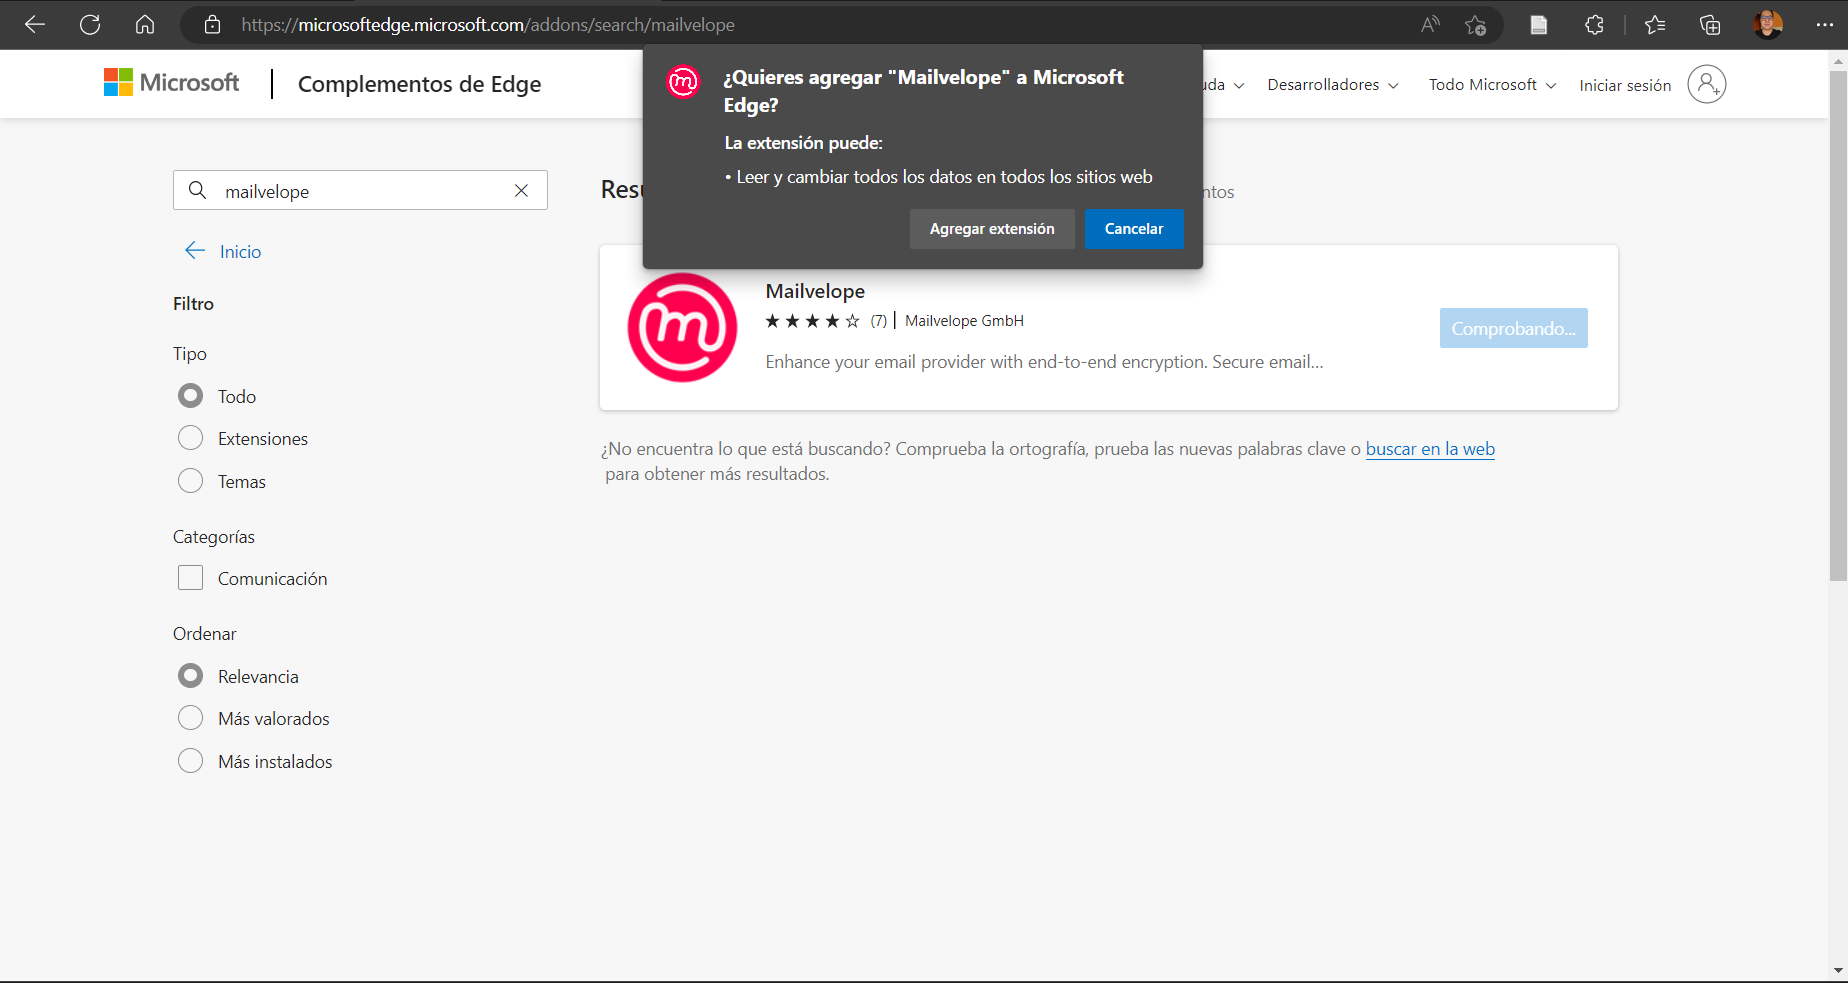 https://microsoftedge.microsoft.com/addons/search/mailvelope
Microsoft
Complementos de Edge
Desarrolladores
Todo Microsoft
Iniciar sesión
¿Quieres agregar "Mailvelope" a Microsoft
Edge?
La extensión puede:
• Leer y cambiar todos los datos en todos los sitios web
Agregar extensión
Cancelar
mailvelope
Inicio
Filtro
Tipo
Todo
Extensiones
Temas
Categorías
Comunicación
Ordenar
Relevancia
Más valorados
Más instalados
Mailvelope
(7)
Mailvelope GmbH
Enhance your email provider with end-to-end encryption. Secure email...
Comprobando...
¿No encuentra lo que está buscando? Comprueba la ortografía, prueba las nuevas palabras clave o buscar en la web
para obtener más resultados.